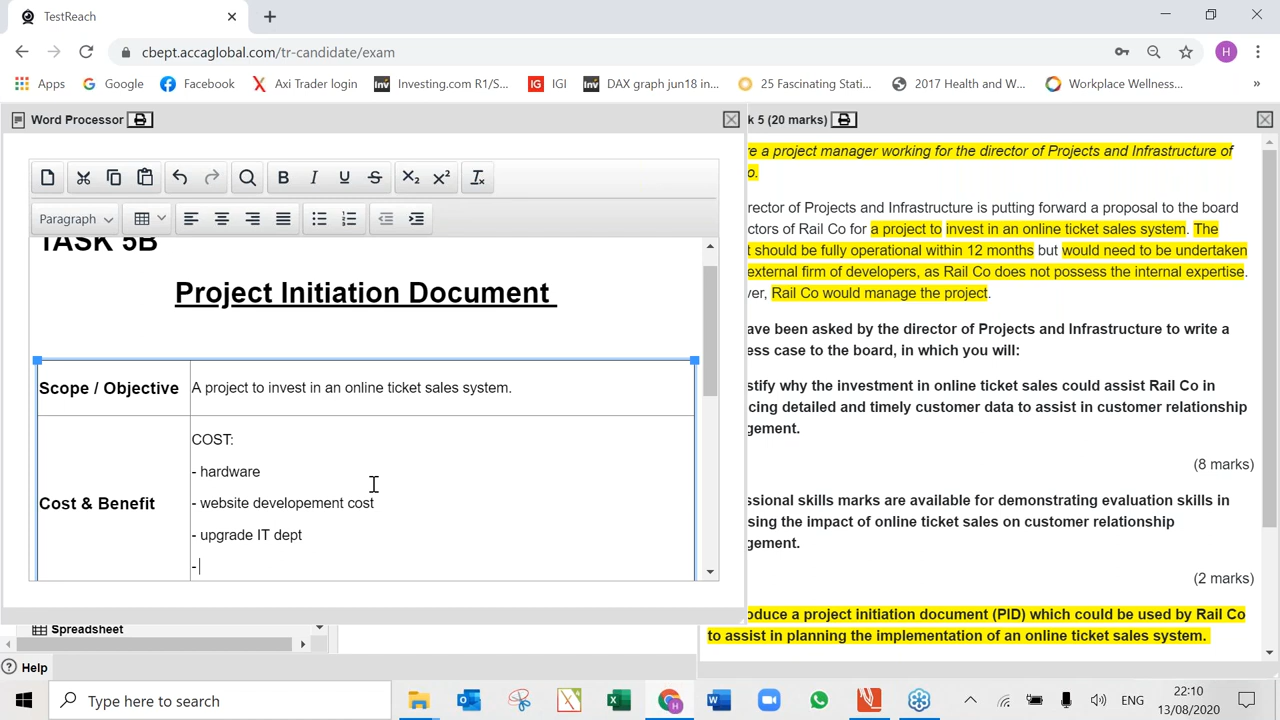 TestReach
cbept.accaglobal.com/tr-candidate/exam
H
Apps
Google
Facebook
Axi Trader login
Inv
Investing.com R1/S...
IG
IGI
Inv
DAX graph jun18 in...
25 Fascinating Stati...
2017 Health and W...
Workplace Wellness...
»
Word Processor
k 5 (20 marks)
B I U S X₂ X²
Paragraph
TASK 5B
Project Initiation Document
Scope / Objective
A project to invest in an online ticket sales system.
Cost & Benefit
COST:
- hardware
- website developement cost
- upgrade IT dept
-
re a project manager working for the director of Projects and Infrastructure of
o.
rector of Projects and Infrastructure is putting forward a proposal to the board
ctors of Rail Co for a project to invest in an online ticket sales system. The
t should be fully operational within 12 months but would need to be undertaken
external firm of developers, as Rail Co does not possess the internal expertise.
ver, Rail Co would manage the project.
ave been asked by the director of Projects and Infrastructure to write a
ess case to the board, in which you will:
stify why the investment in online ticket sales could assist Rail Co in
cing detailed and timely customer data to assist in customer relationship
gement.
(8 marks)
ssional skills marks are available for demonstrating evaluation skills in
sing the impact of online ticket sales on customer relationship
gement.
(2 marks)
oduce a project initiation document (PID) which could be used by Rail Co
to assist in planning the implementation of an online ticket sales system.
Spreadsheet
Help
Type here to search
ENG
22:10
13/08/2020